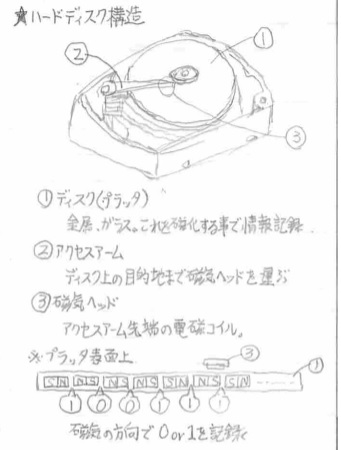 ★ハードディスク構造
②
①
③
①ディスク(プラッタ)
金属、ガラス。これを磁化する事で情報記録
②アクセスアーム
ディスク上の目的地まで磁気ヘッドを運ぶ
③磁気ヘッド
アクセスアーム先端の電磁コイル。
※プラッタ表面上
③
①
SN NS NS NS SN NS SN
1 0 0 1 1 1
磁気の方向で0or1を記録